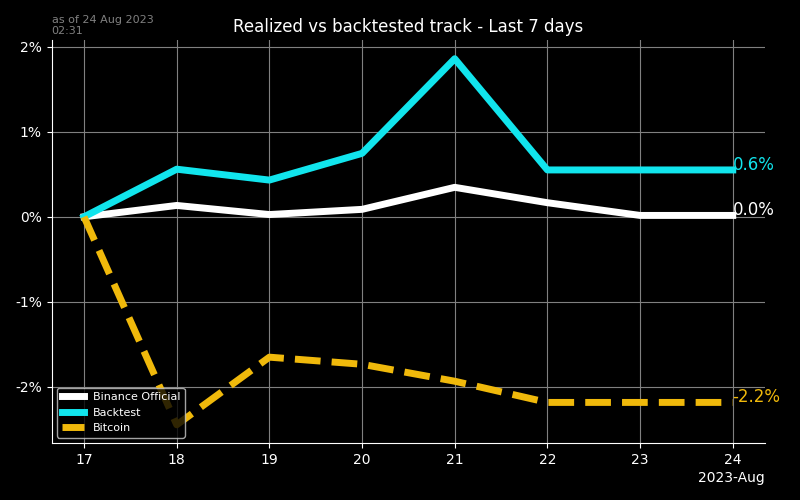 as of 24 Aug 2023
02:31
Realized vs backtested track - Last 7 days
2%
1%
0%
-1%
-2%
0.6%
0.0%
-2.2%
Binance Official
Backtest
Bitcoin
17 18 19 20 21 22 23 24
2023-Aug